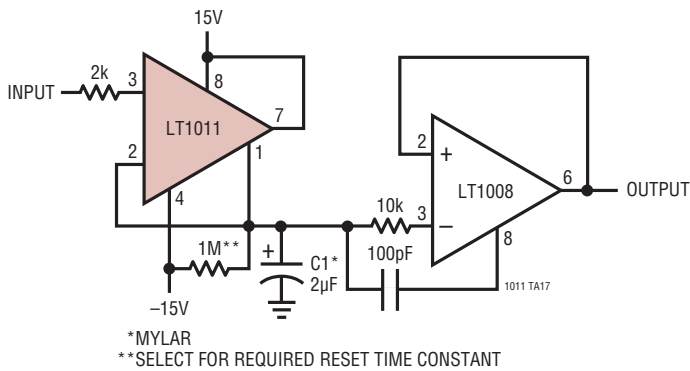 15V
2k
3
8
INPUT
LT1011
7
2
1
4
1M**
–15V
+
C1*
2µF
10k
100pF
2
+
3
–
LT1008
6
OUTPUT
8
1011 TA17
*MYLAR
**SELECT FOR REQUIRED RESET TIME CONSTANT